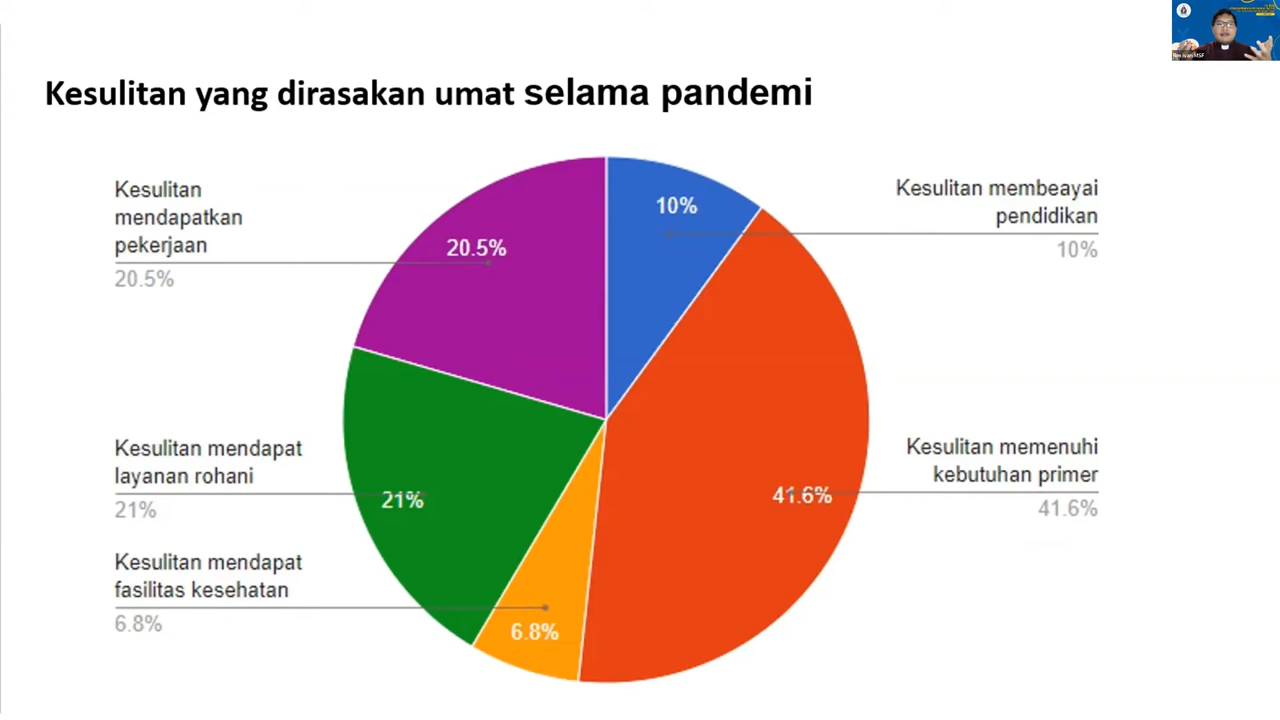 Kesulitan yang dirasakan umat selama pandemi
Kesulitan
mendapatkan
pekerjaan
20.5%
20.5%
10%
Kesulitan membeayai
pendidikan
10%
Kesulitan mendapat
layanan rohani
21%
21%
41.6%
Kesulitan memenuhi
kebutuhan primer
41.6%
Kesulitan mendapat
fasilitas kesehatan
6.8%
6.8%